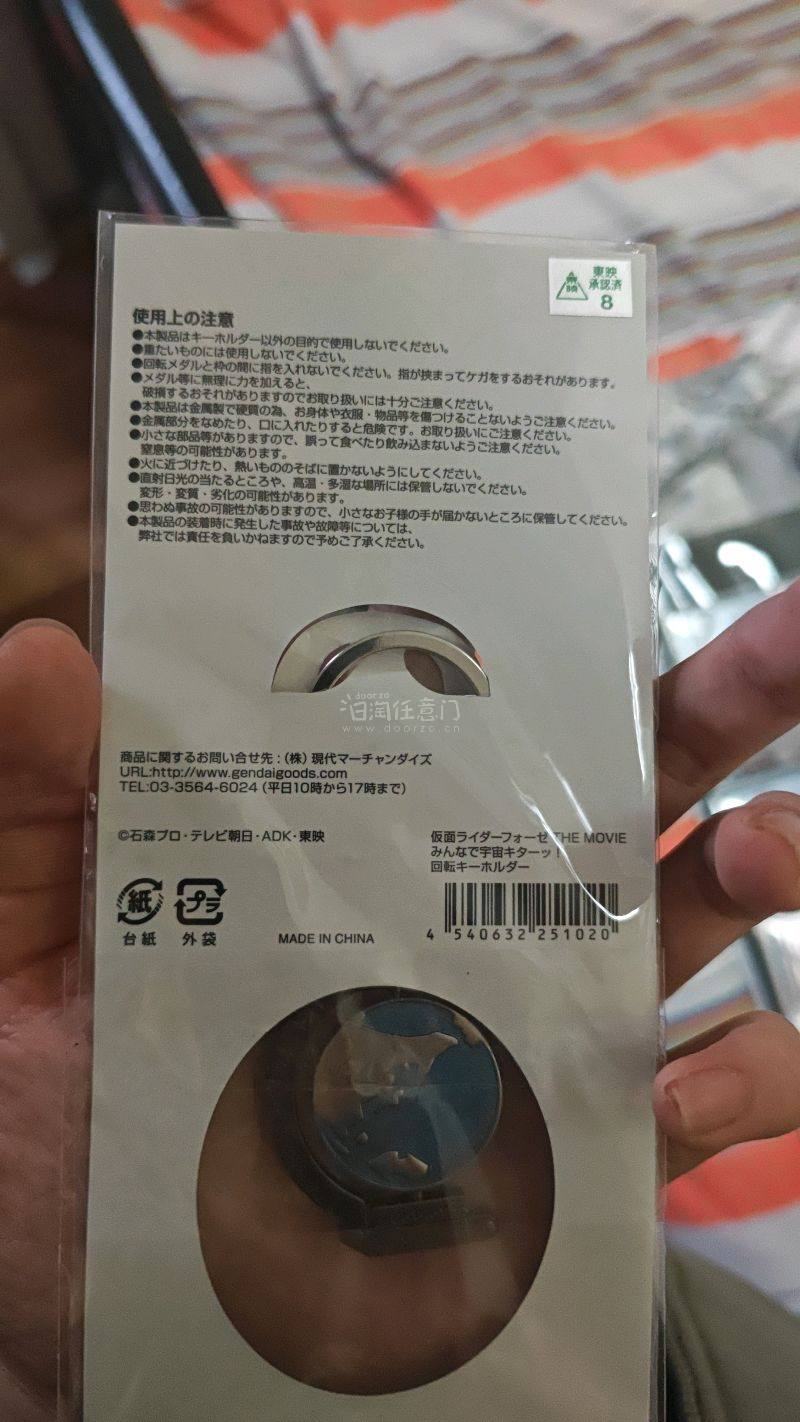 東映
承認済
8
使用上の注意
●本製品はキーホルダー以外の目的で使用しないでください。
●重たいものには使用しないでください。
●回転メダルと枠の間に指を入れないでください。指が挟まってケガをするおそれがあります。
●メダル等に無理に力を加えると、
破損するおそれがありますのでお取り扱いには十分ご注意ください。
●本製品は金属製で硬質の為、お身体や衣服・物品等を傷つけることないようご注意ください。
●金属部分をなめたり、口に入れたりすると危険です。お取り扱いにご注意ください。
●小さな部品等がありますので、誤って食べたり飲み込まないようご注意ください。
窒息等の可能性があります。
●火に近づけたり、熱いもののそばに置かないようにしてください。
●直射日光の当たるところや、高温・多湿な場所には保管しないでください。
変形・変質・劣化の可能性があります。
●思わぬ事故の可能性がありますので、小さなお子様の手が届かないところに保管してください。
●本製品の装着時に発生した事故や故障等については、
弊社では責任を負いかねますので予めご了承ください。
doorzo
日淘任意门
www.doorzo.cn
商品に関するお問い合せ先:(株)現代マーチャンダイズ
URL:http://www.gendaigoods.com
TEL:03-3564-6024(平日10時から17時まで)
©石森プロ・テレビ朝日・ADK・東映
仮面ライダーフォーゼ THE MOVIE
みんなで宇宙キターッ!
回転キーホルダー
紙
プラ
台紙 外袋
MADE IN CHINA
4 540632 251020